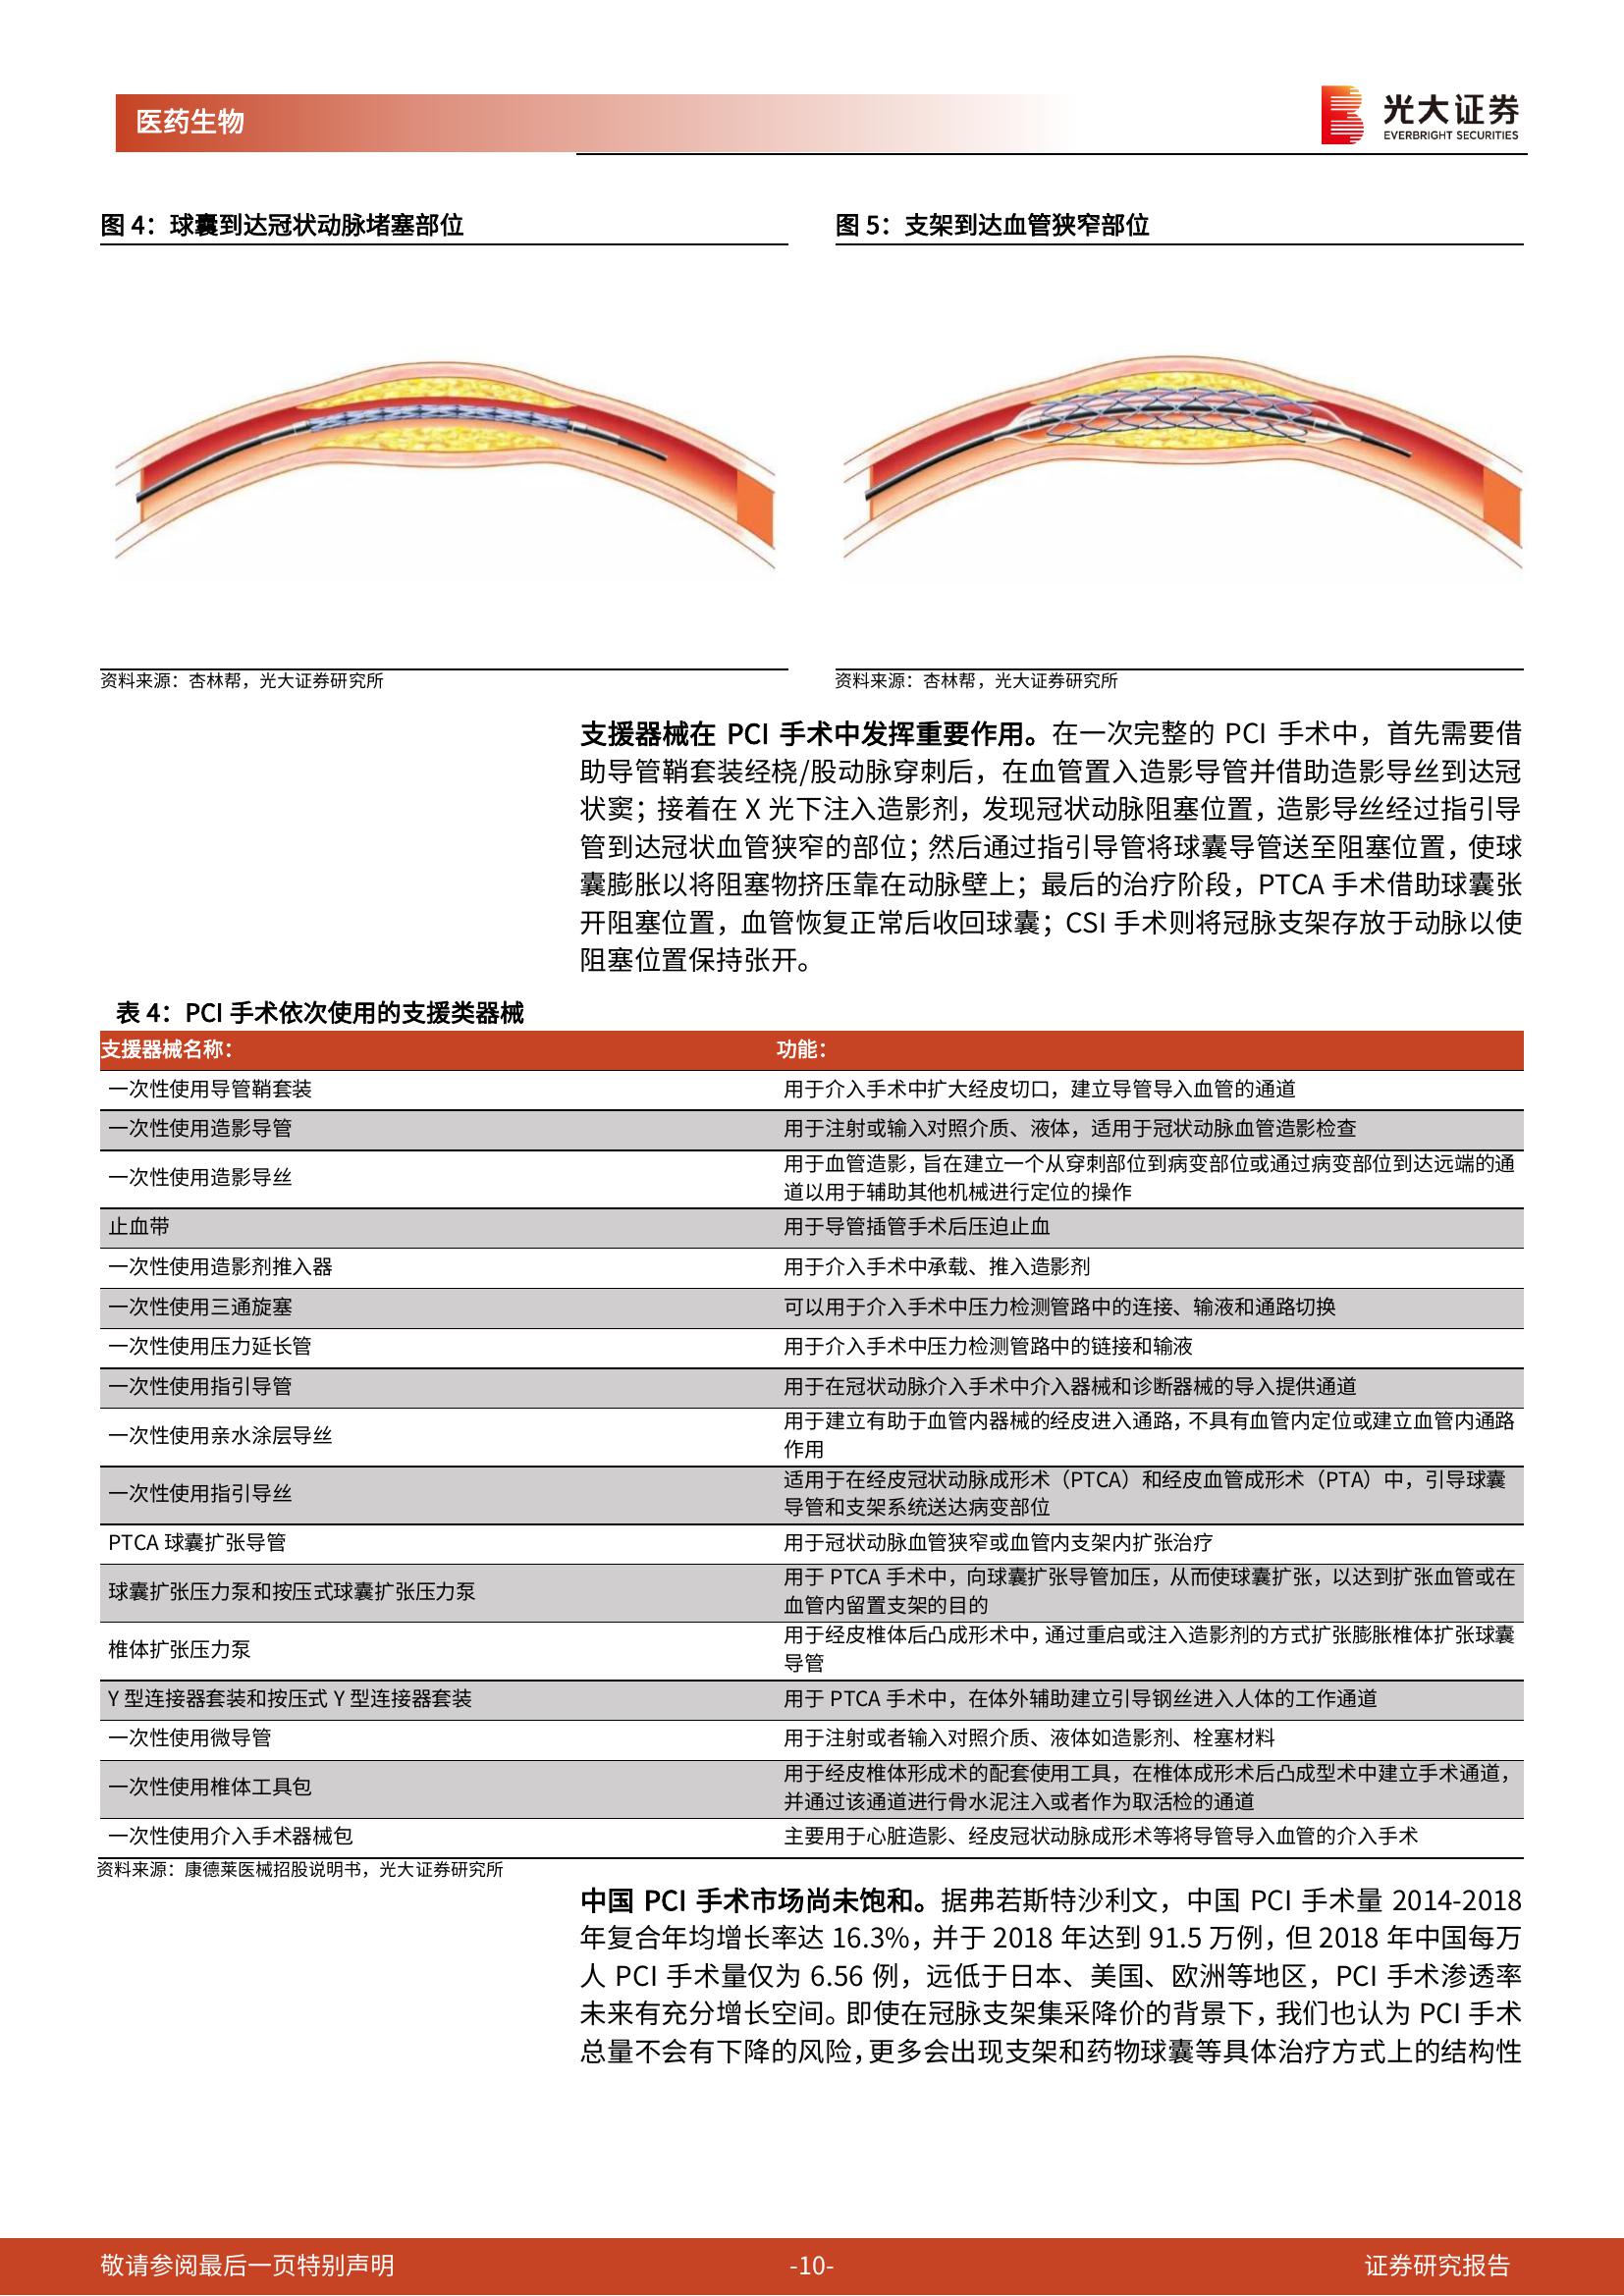 医药生物
光大证券
EVERBRIGHT SECURITIES
图 4：球囊到达冠状动脉堵塞部位
图 5：支架到达血管狭窄部位
资料来源：杏林帮，光大证券研究所
资料来源：杏林帮，光大证券研究所
支援器械在 PCI 手术中发挥重要作用。在一次完整的 PCI 手术中，首先需要借
助导管鞘套装经桡/股动脉穿刺后，在血管置入造影导管并借助造影导丝到达冠
状窦；接着在 X 光下注入造影剂，发现冠状动脉阻塞位置，造影导丝经过指引导
管到达冠状血管狭窄的部位；然后通过指引导管将球囊导管送至阻塞位置，使球
囊膨胀以将阻塞物挤压靠在动脉壁上；最后的治疗阶段，PTCA 手术借助球囊张
开阻塞位置，血管恢复正常后收回球囊；CSI 手术则将冠脉支架存放于动脉以使
阻塞位置保持张开。
表 4：PCI 手术依次使用的支援类器械
支援器械名称： 功能：
一次性使用导管鞘套装 用于介入手术中扩大经皮切口，建立导管导入血管的通道
一次性使用造影导管 用于注射或输入对照介质、液体，适用于冠状动脉血管造影检查
一次性使用造影导丝 用于血管造影，旨在建立一个从穿刺部位到病变部位或通过病变部位到达远端的通
道以用于辅助其他机械进行定位的操作
止血带 用于导管插管手术后压迫止血
一次性使用造影剂推入器 用于介入手术中承载、推入造影剂
一次性使用三通旋塞 可以用于介入手术中压力检测管路中的连接、输液和通路切换
一次性使用压力延长管 用于介入手术中压力检测管路中的链接和输液
一次性使用指引导管 用于在冠状动脉介入手术中介入器械和诊断器械的导入提供通道
一次性使用亲水涂层导丝 用于建立有助于血管内器械的经皮进入通路，不具有血管内定位或建立血管内通路
作用
一次性使用指引导丝 适用于在经皮冠状动脉成形术（PTCA）和经皮血管成形术（PTA）中，引导球囊
导管和支架系统送达病变部位
PTCA 球囊扩张导管 用于冠状动脉血管狭窄或血管内支架内扩张治疗
球囊扩张压力泵和按压式球囊扩张压力泵 用于 PTCA 手术中，向球囊扩张导管加压，从而使球囊扩张，以达到扩张血管或在
血管内留置支架的目的
椎体扩张压力泵 用于经皮椎体后凸成形术中，通过重启或注入造影剂的方式扩张膨胀椎体扩张球囊
导管
Y 型连接器套装和按压式 Y 型连接器套装 用于 PTCA 手术中，在体外辅助建立引导钢丝进入人体的工作通道
一次性使用微导管 用于注射或者输入对照介质、液体如造影剂、栓塞材料
一次性使用椎体工具包 用于经皮椎体形成术的配套使用工具，在椎体成形术后凸成型术中建立手术通道，
并通过该通道进行骨水泥注入或者作为取活检的通道
一次性使用介入手术器械包 主要用于心脏造影、经皮冠状动脉成形术等将导管导入血管的介入手术
资料来源：康德莱医械招股说明书，光大证券研究所
中国 PCI 手术市场尚未饱和。据弗若斯特沙利文，中国 PCI 手术量 2014-2018
年复合年均增长率达 16.3%，并于 2018 年达到 91.5 万例，但 2018 年中国每万
人 PCI 手术量仅为 6.56 例，远低于日本、美国、欧洲等地区，PCI 手术渗透率
未来有充分增长空间。即使在冠脉支架集采降价的背景下，我们也认为 PCI 手术
总量不会有下降的风险，更多会出现支架和药物球囊等具体治疗方式上的结构性
敬请参阅最后一页特别声明 -10- 证券研究报告